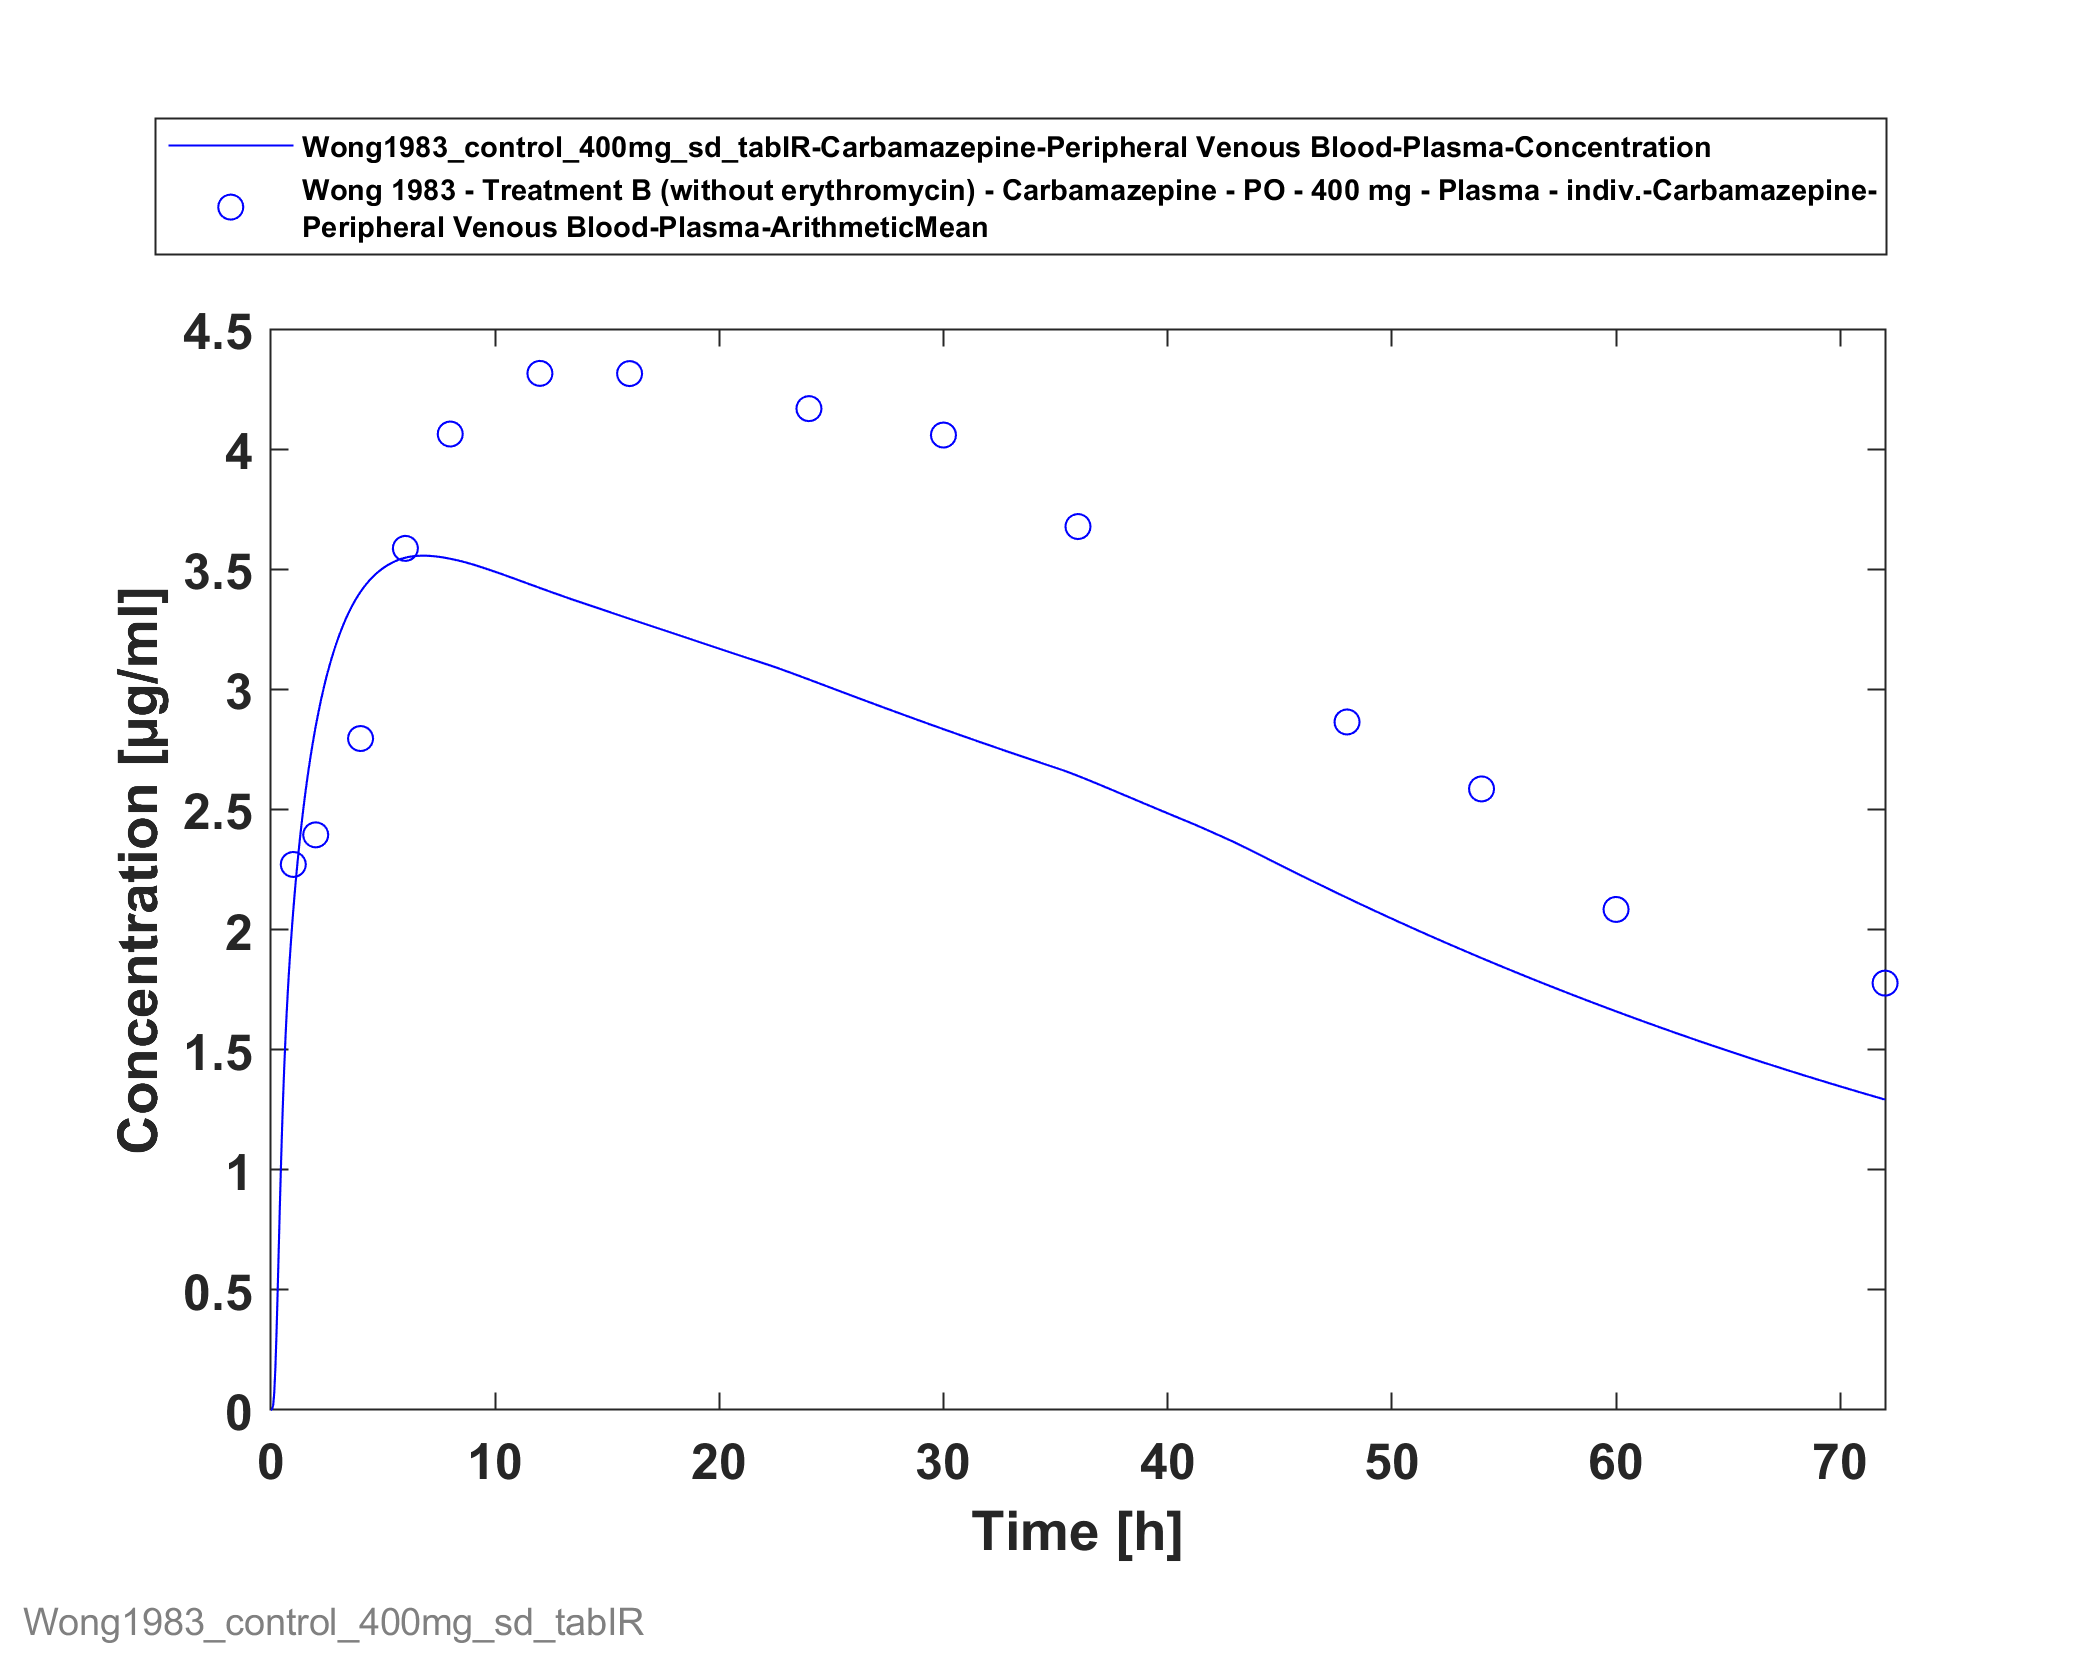 Wong1983_control_400mg_sd_tablR-Carbamazepine-Peripheral Venous Blood-Plasma-Concentration
Wong 1983 - Treatment B (without erythromycin) - Carbamazepine - PO - 400 mg - Plasma - indiv.-Carbamazepine-
Peripheral Venous Blood-Plasma-ArithmeticMean
4.5
4
3.5
3
2.5
2
1.5
1
0.5
0
Concentration [µg/ml]
0 10 20 30 40 50 60 70
Time [h]
Wong1983_control_400mg_sd_tablR